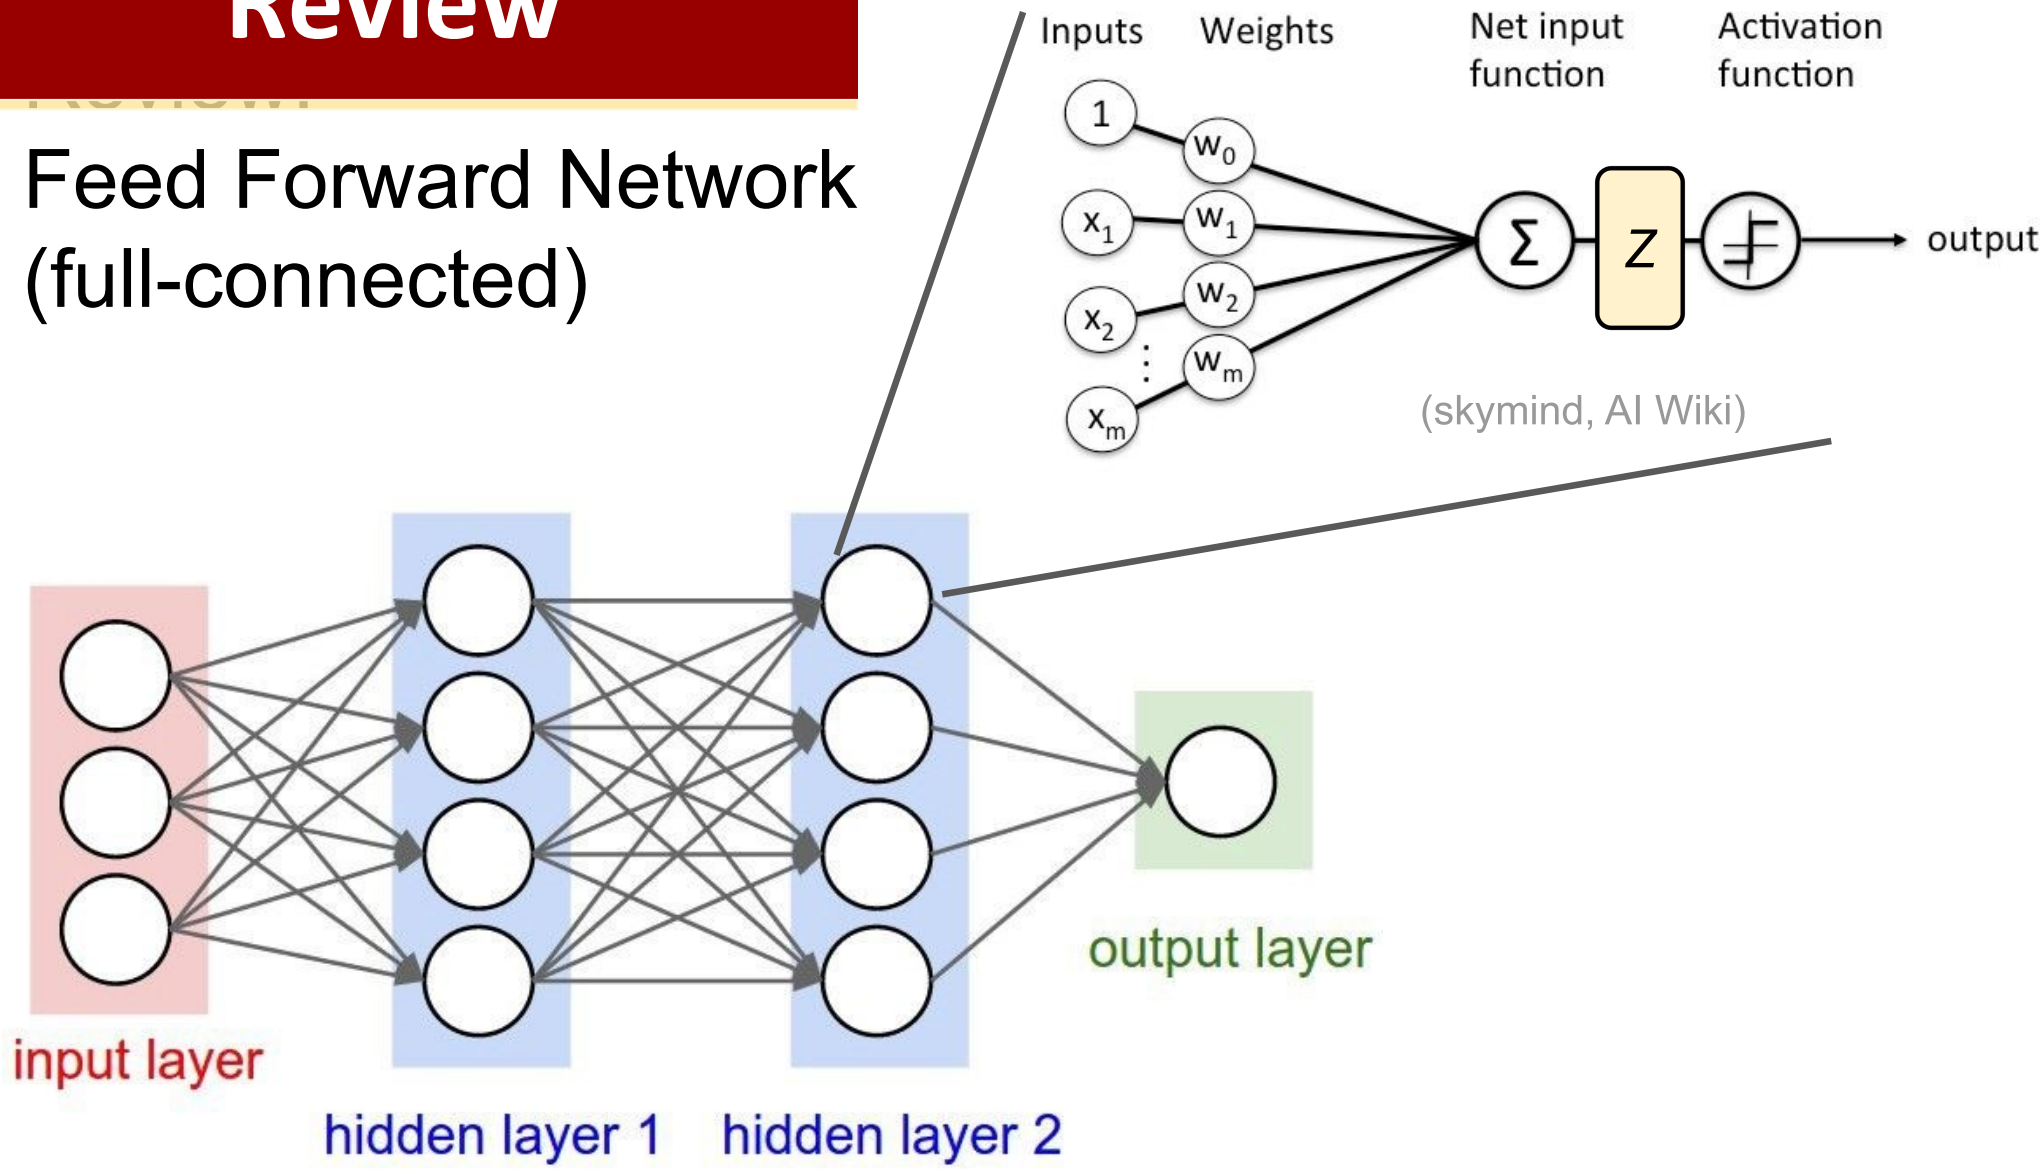 Review
Review:
Feed Forward Network
(full-connected)
Inputs Weights Net input function Activation function
1
w0
x1
w1
x2
w2
⋮
xm
wm
Σ
z
output
(skymind, AI Wiki)
input layer
hidden layer 1
hidden layer 2
output layer